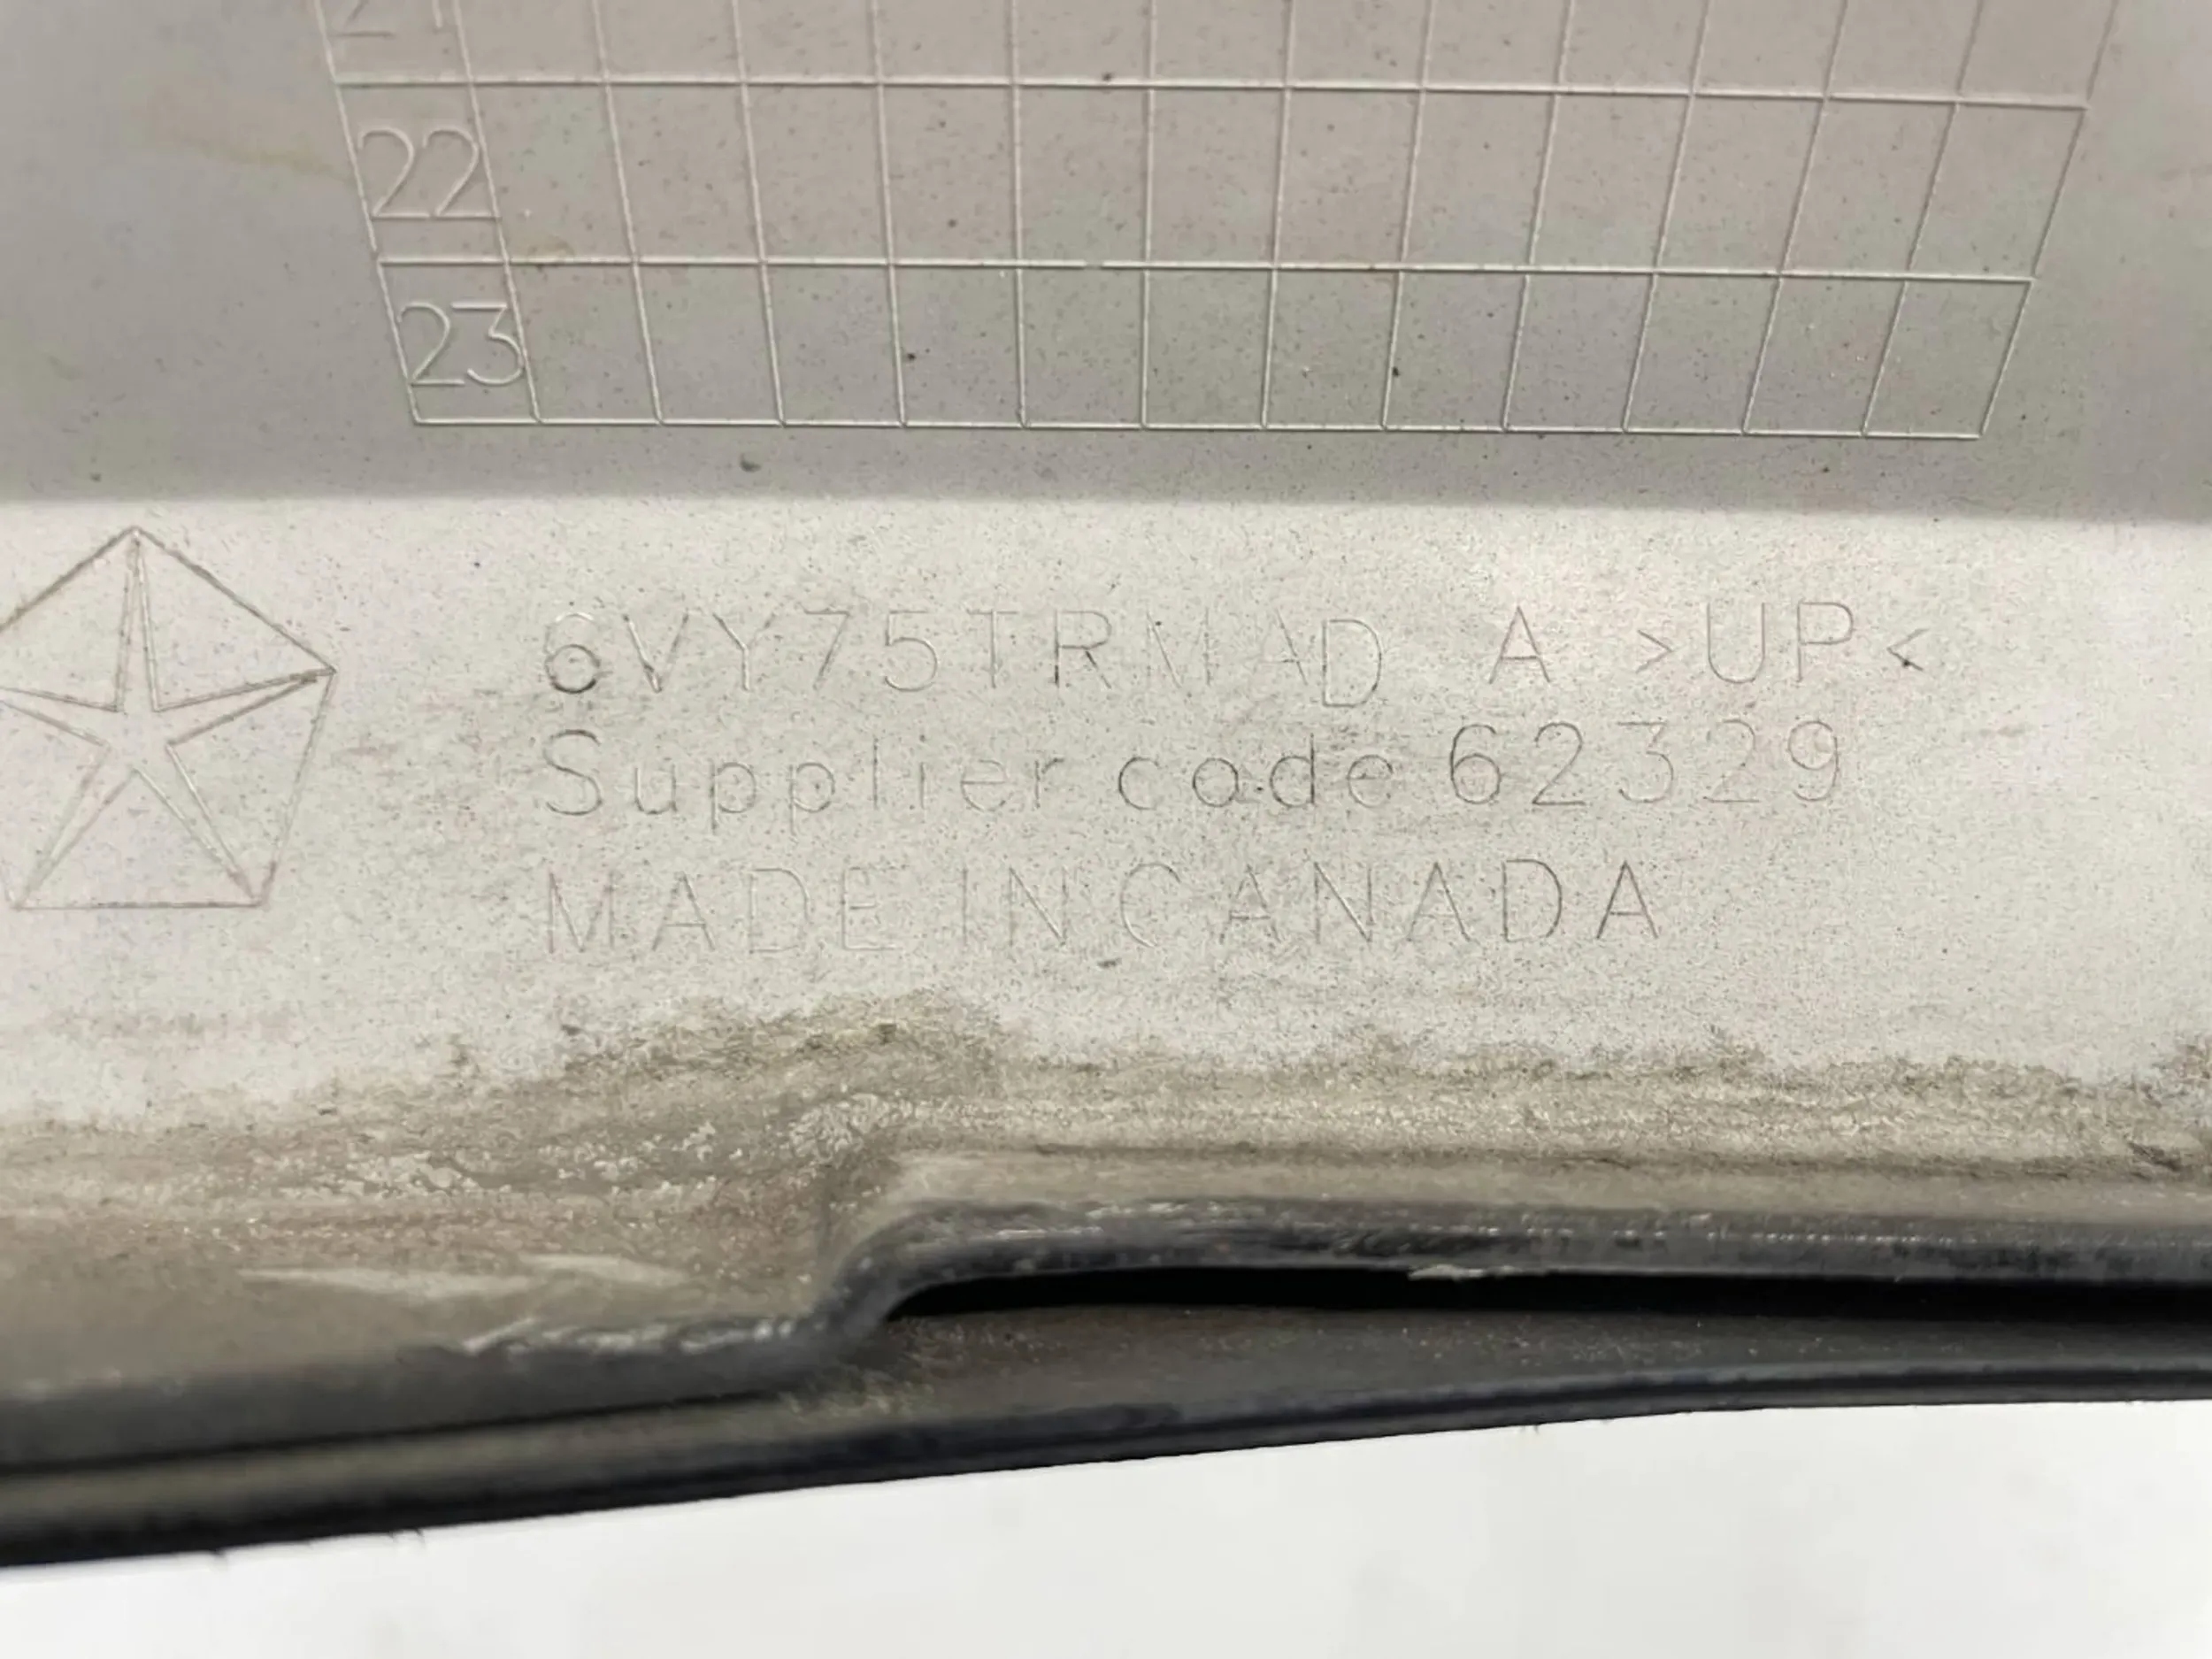 22
23
6VY75TRMAD A >UP<
Supplier code 62329
MADE IN CANADA